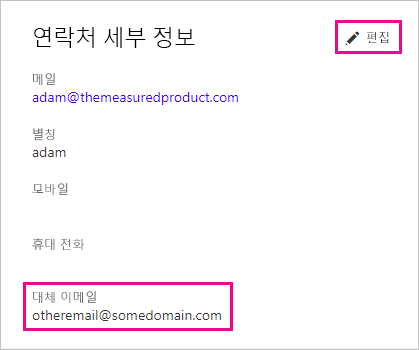 연락처 세부 정보
편집
메일
adam@themeasuredproduct.com
별칭
adam
모바일
휴대 전화
대체 이메일
otheremail@somedomain.com